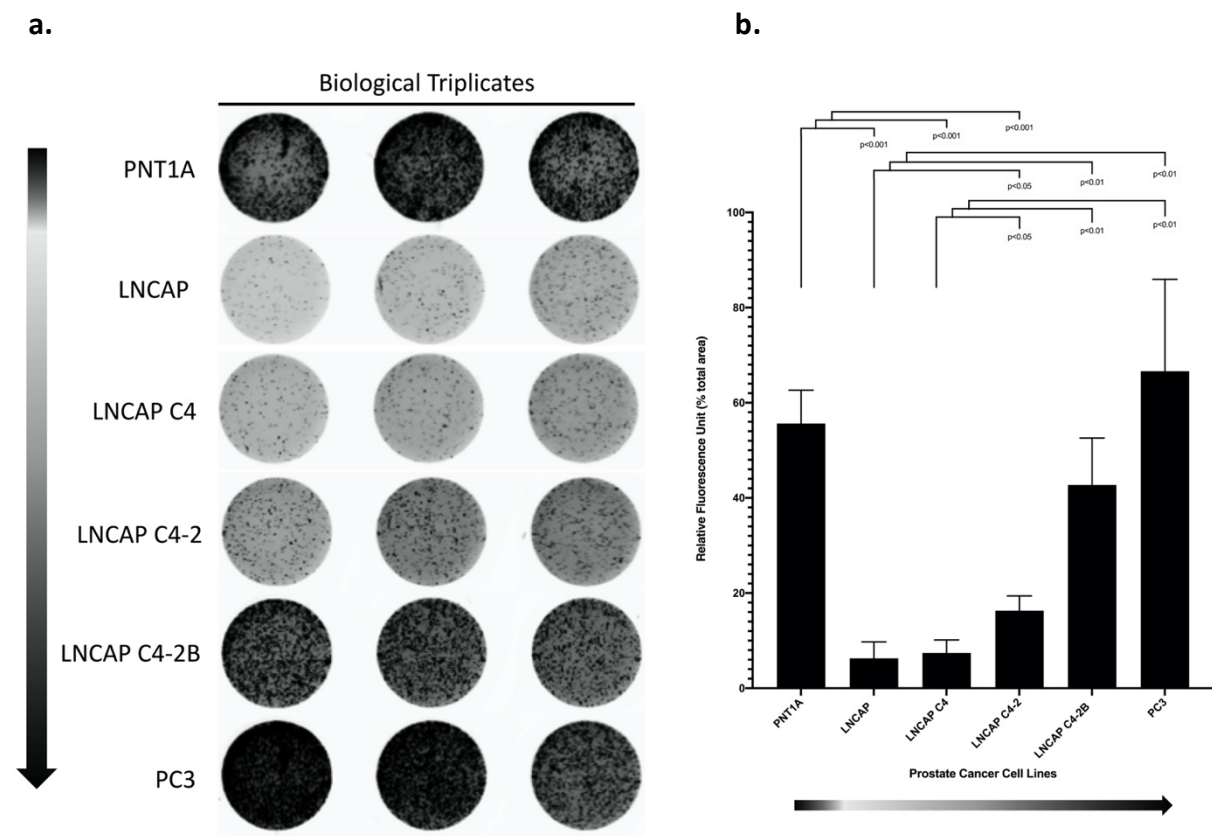 a.
Biological Triplicates
PNT1A
LNCAP
LNCAP C4
LNCAP C4-2
LNCAP C4-2B
PC3
b.
p<0.001
p<0.001
p<0.001
p<0.05
p<0.01
p<0.01
p<0.05
p<0.01
p<0.01
Relative Fluorescence Unit (% total area)
100
80
60
40
20
0
PNT1A
LNCAP
LNCAP C4
LNCAP C4-2
LNCAP C4-2B
PC3
Prostate Cancer Cell Lines